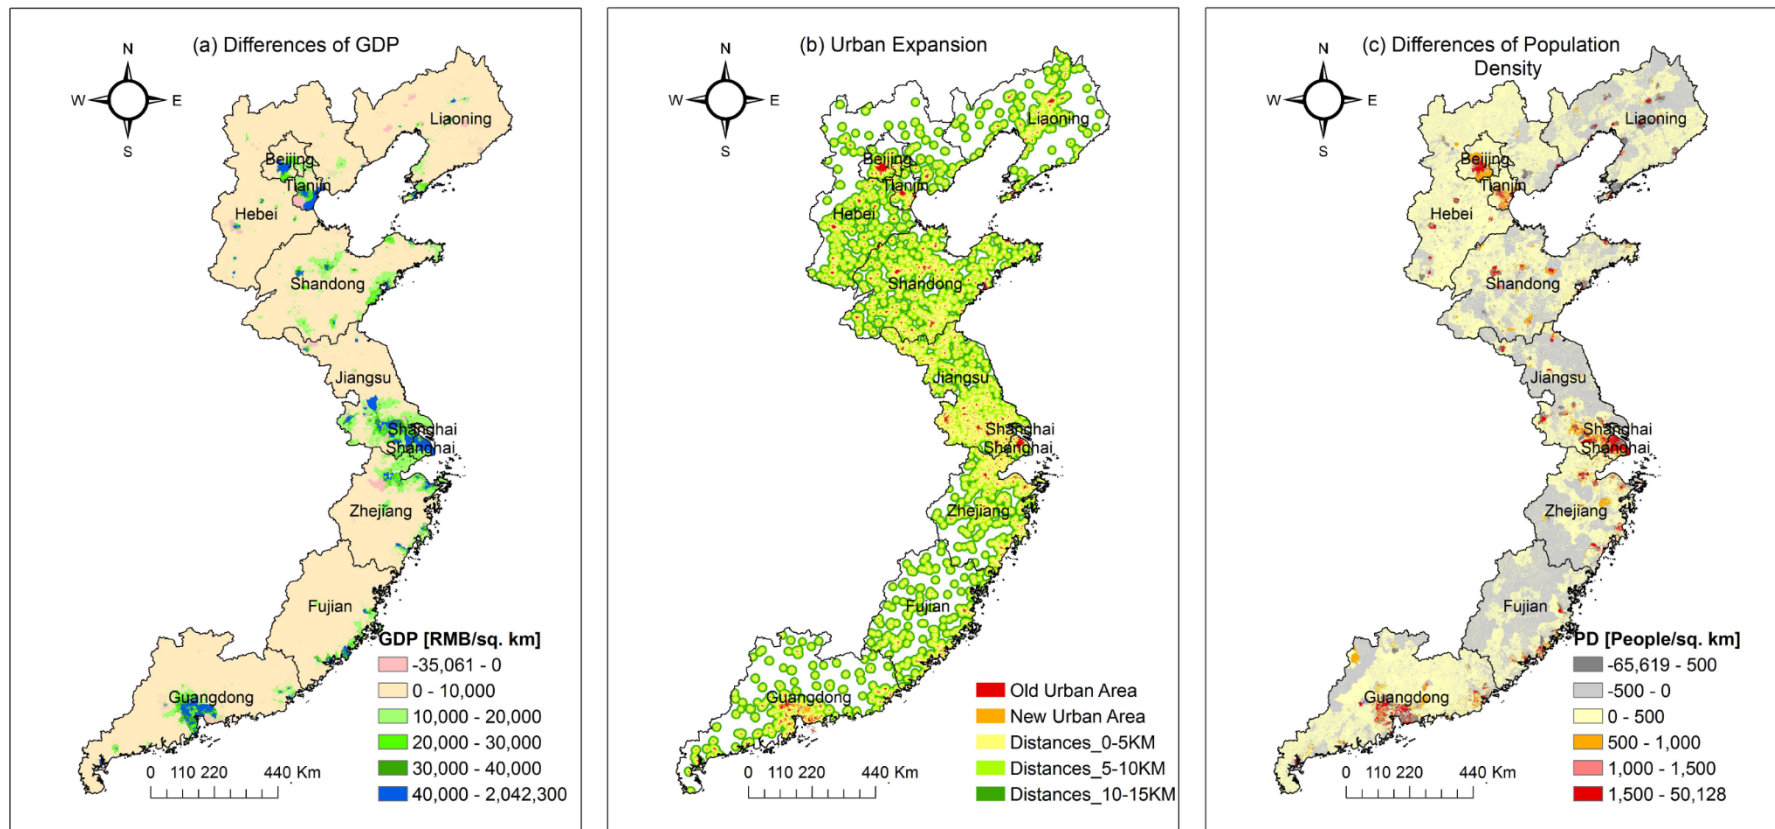 (a) Differences of GDP
N
W
E
S
Liaoning
Beijing
Tianjin
Hebei
Shandong
Jiangsu
Shanghai
Shanghai
Zhejiang
Fujian
Guangdong
GDP [RMB/sq. km]
-35,061 - 0
0 - 10,000
10,000 - 20,000
20,000 - 30,000
30,000 - 40,000
40,000 - 2,042,300
0 110 220 440 Km
(b) Urban Expansion
N
W
E
S
Liaoning
Beijing
Tianjin
Hebei
Shandong
Jiangsu
Shanghai
Shanghai
Zhejiang
Fujian
Guangdong
Old Urban Area
New Urban Area
Distances_0-5KM
Distances_5-10KM
Distances_10-15KM
0 110 220 440 Km
(c) Differences of Population
Density
N
W
E
S
Liaoning
Beijing
Tianjin
Hebei
Shandong
Jiangsu
Shanghai
Shanghai
Zhejiang
Fujian
Guangdong
PD [People/sq. km]
-65,619 - 500
-500 - 0
0 - 500
500 - 1,000
1,000 - 1,500
1,500 - 50,128
0 110 220 440 Km